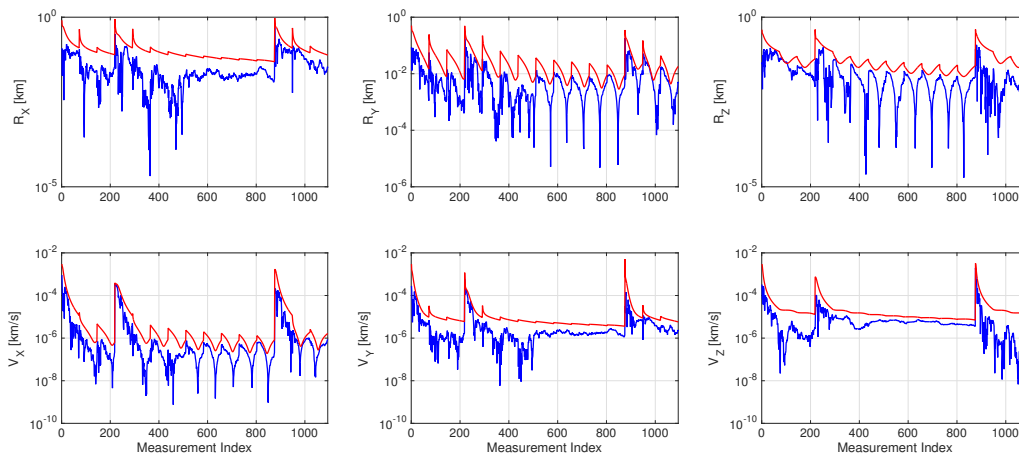 10^0
10^-5
R_X [km]
0 200 400 600 800 1000
10^0
10^-2
10^-4
10^-6
R_Y [km]
0 200 400 600 800 1000
10^0
10^-5
R_Z [km]
0 200 400 600 800 1000
10^-2
10^-4
10^-6
10^-8
10^-10
V_X [km/s]
0 200 400 600 800 1000
Measurement Index
10^-2
10^-4
10^-6
10^-8
10^-10
V_Y [km/s]
0 200 400 600 800 1000
Measurement Index
10^-2
10^-4
10^-6
10^-8
10^-10
V_Z [km/s]
0 200 400 600 800 1000
Measurement Index